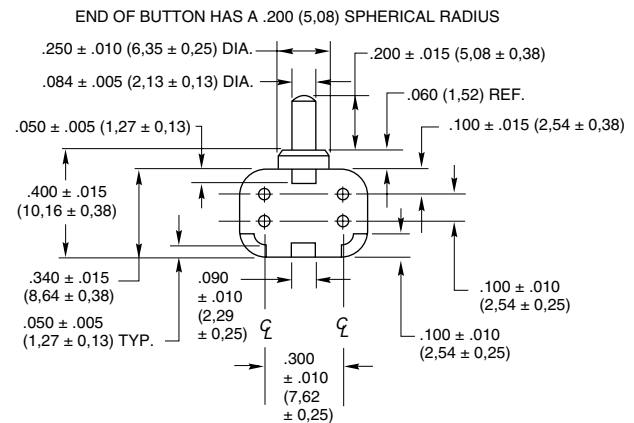 END OF BUTTON HAS A .200 (5,08) SPHERICAL RADIUS
.250 ± .010 (6,35 ± 0,25) DIA.
.200 ± .015 (5,08 ± 0,38)
.084 ± .005 (2,13 ± 0,13) DIA.
.060 (1,52) REF.
.050 ± .005 (1,27 ± 0,13)
.100 ± .015 (2,54 ± 0,38)
.400 ± .015
(10,16 ± 0,38)
.340 ± .015
(8,64 ± 0,38)
.090
± .010
(2,29
± 0,25)
.100 ± .010
(2,54 ± 0,25)
.050 ± .005
(1,27 ± 0,13) TYP.
℄
℄
.100 ± .010
(2,54 ± 0,25)
.300
± .010
(7,62
± 0,25)